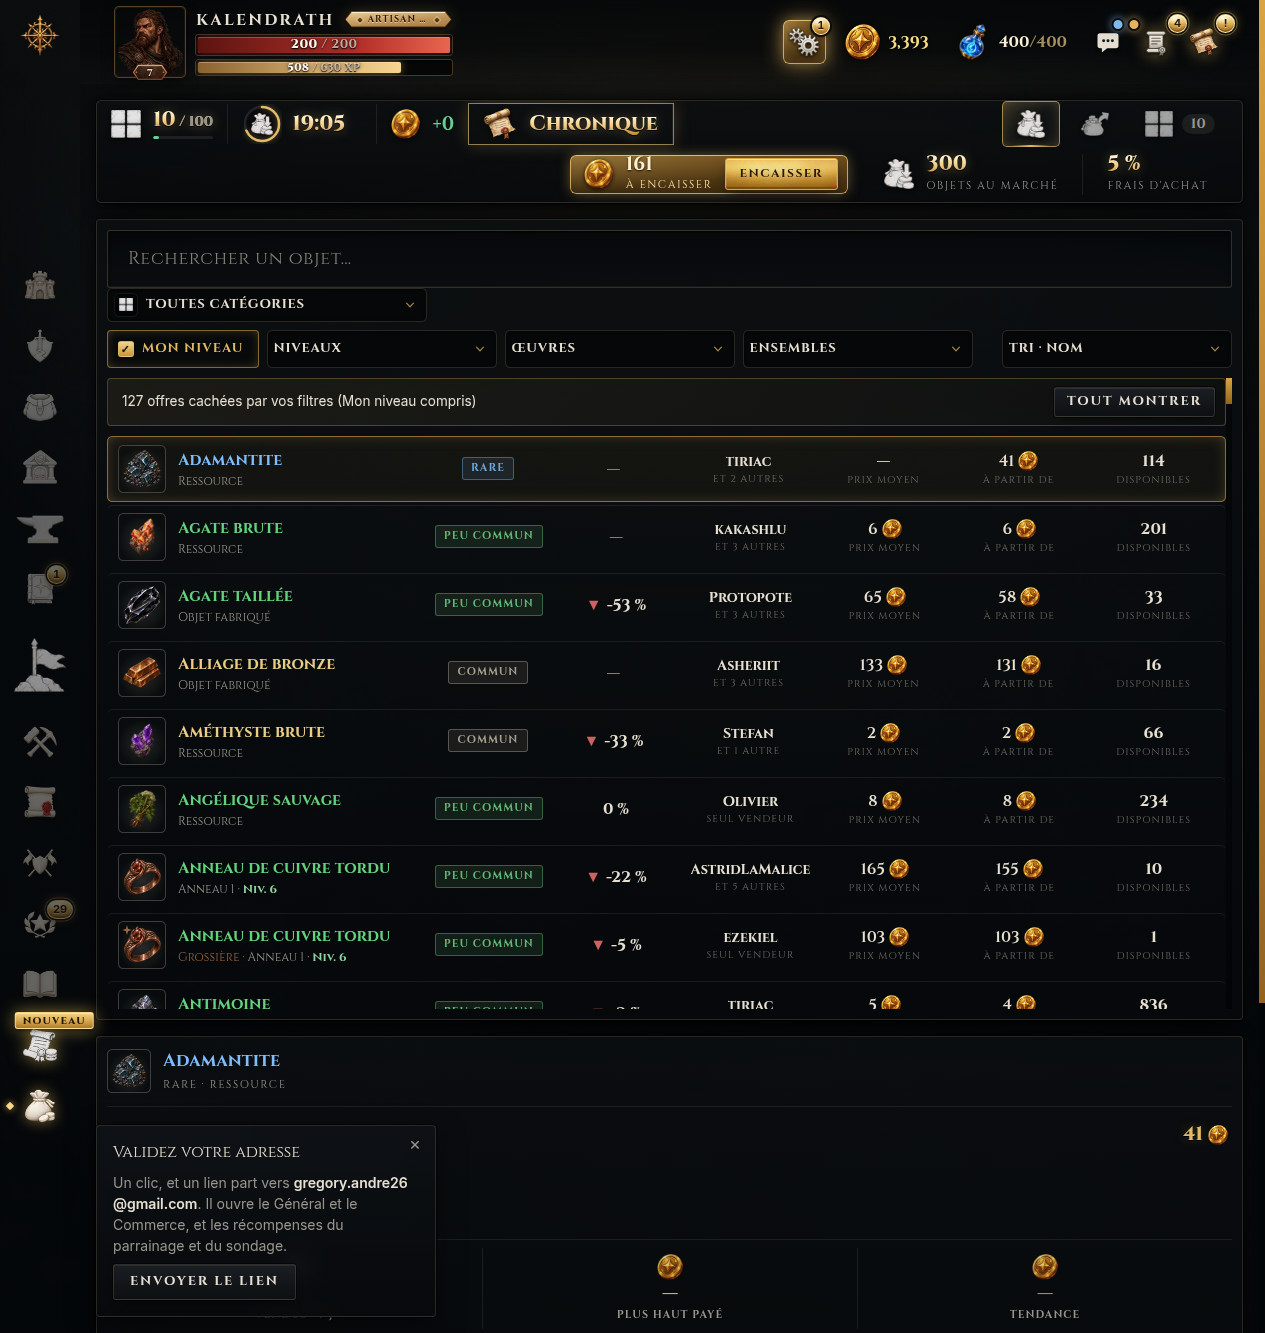 KALENDRATH
ARTISAN ...
200 / 200
508 / 630 XP
7
1
3,393
400/400
4
!
10 / 100
19:05
+0
CHRONIQUE
10
161
À ENCAISSER
ENCAISSER
300
OBJETS AU MARCHÉ
5 %
FRAIS D'ACHAT
RECHERCHER UN OBJET...
TOUTES CATÉGORIES
MON NIVEAU
NIVEAUX
ŒUVRES
ENSEMBLES
TRI · NOM
127 offres cachées par vos filtres (Mon niveau compris)
TOUT MONTRER
ADAMANTITE
RESSOURCE
RARE
—
TIRIAC
ET 2 AUTRES
—
PRIX MOYEN
41
À PARTIR DE
114
DISPONIBLES
AGATE BRUTE
RESSOURCE
PEU COMMUN
—
KAKASHLU
ET 3 AUTRES
6
PRIX MOYEN
6
À PARTIR DE
201
DISPONIBLES
AGATE TAILLÉE
OBJET FABRIQUÉ
PEU COMMUN
▼ -53 %
PROTOPOTE
ET 3 AUTRES
65
PRIX MOYEN
58
À PARTIR DE
33
DISPONIBLES
ALLIAGE DE BRONZE
OBJET FABRIQUÉ
COMMUN
—
ASHERIIT
ET 3 AUTRES
133
PRIX MOYEN
131
À PARTIR DE
16
DISPONIBLES
AMÉTHYSTE BRUTE
RESSOURCE
COMMUN
▼ -33 %
STEFAN
ET 1 AUTRE
2
PRIX MOYEN
2
À PARTIR DE
66
DISPONIBLES
ANGÉLIQUE SAUVAGE
RESSOURCE
PEU COMMUN
0 %
OLIVIER
SEUL VENDEUR
8
PRIX MOYEN
8
À PARTIR DE
234
DISPONIBLES
ANNEAU DE CUIVRE TORDU
ANNEAU I · NIV. 6
PEU COMMUN
▼ -22 %
ASTRIDLAMALICE
ET 5 AUTRES
165
PRIX MOYEN
155
À PARTIR DE
10
DISPONIBLES
ANNEAU DE CUIVRE TORDU
GROSSIÈRE · ANNEAU I · NIV. 6
PEU COMMUN
▼ -5 %
EZEKIEL
SEUL VENDEUR
103
PRIX MOYEN
103
À PARTIR DE
1
DISPONIBLES
ANTIMOINE
PEU COMMUN
TIRIAC
5
4
836
1
29
NOUVEAU
ADAMANTITE
RARE · RESSOURCE
41
VALIDEZ VOTRE ADRESSE
×
Un clic, et un lien part vers gregory.andre26
@gmail.com. Il ouvre le Général et le
Commerce, et les récompenses du
parrainage et du sondage.
ENVOYER LE LIEN
—
PLUS HAUT PAYÉ
—
TENDANCE